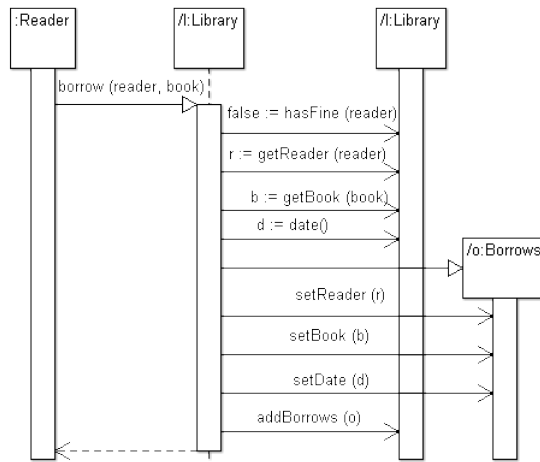 :Reader
/l:Library
/l:Library
borrow (reader, book)
false := hasFine (reader)
r := getReader (reader)
b := getBook (book)
d := date()
/o:Borrows
setReader (r)
setBook (b)
setDate (d)
addBorrows (o)